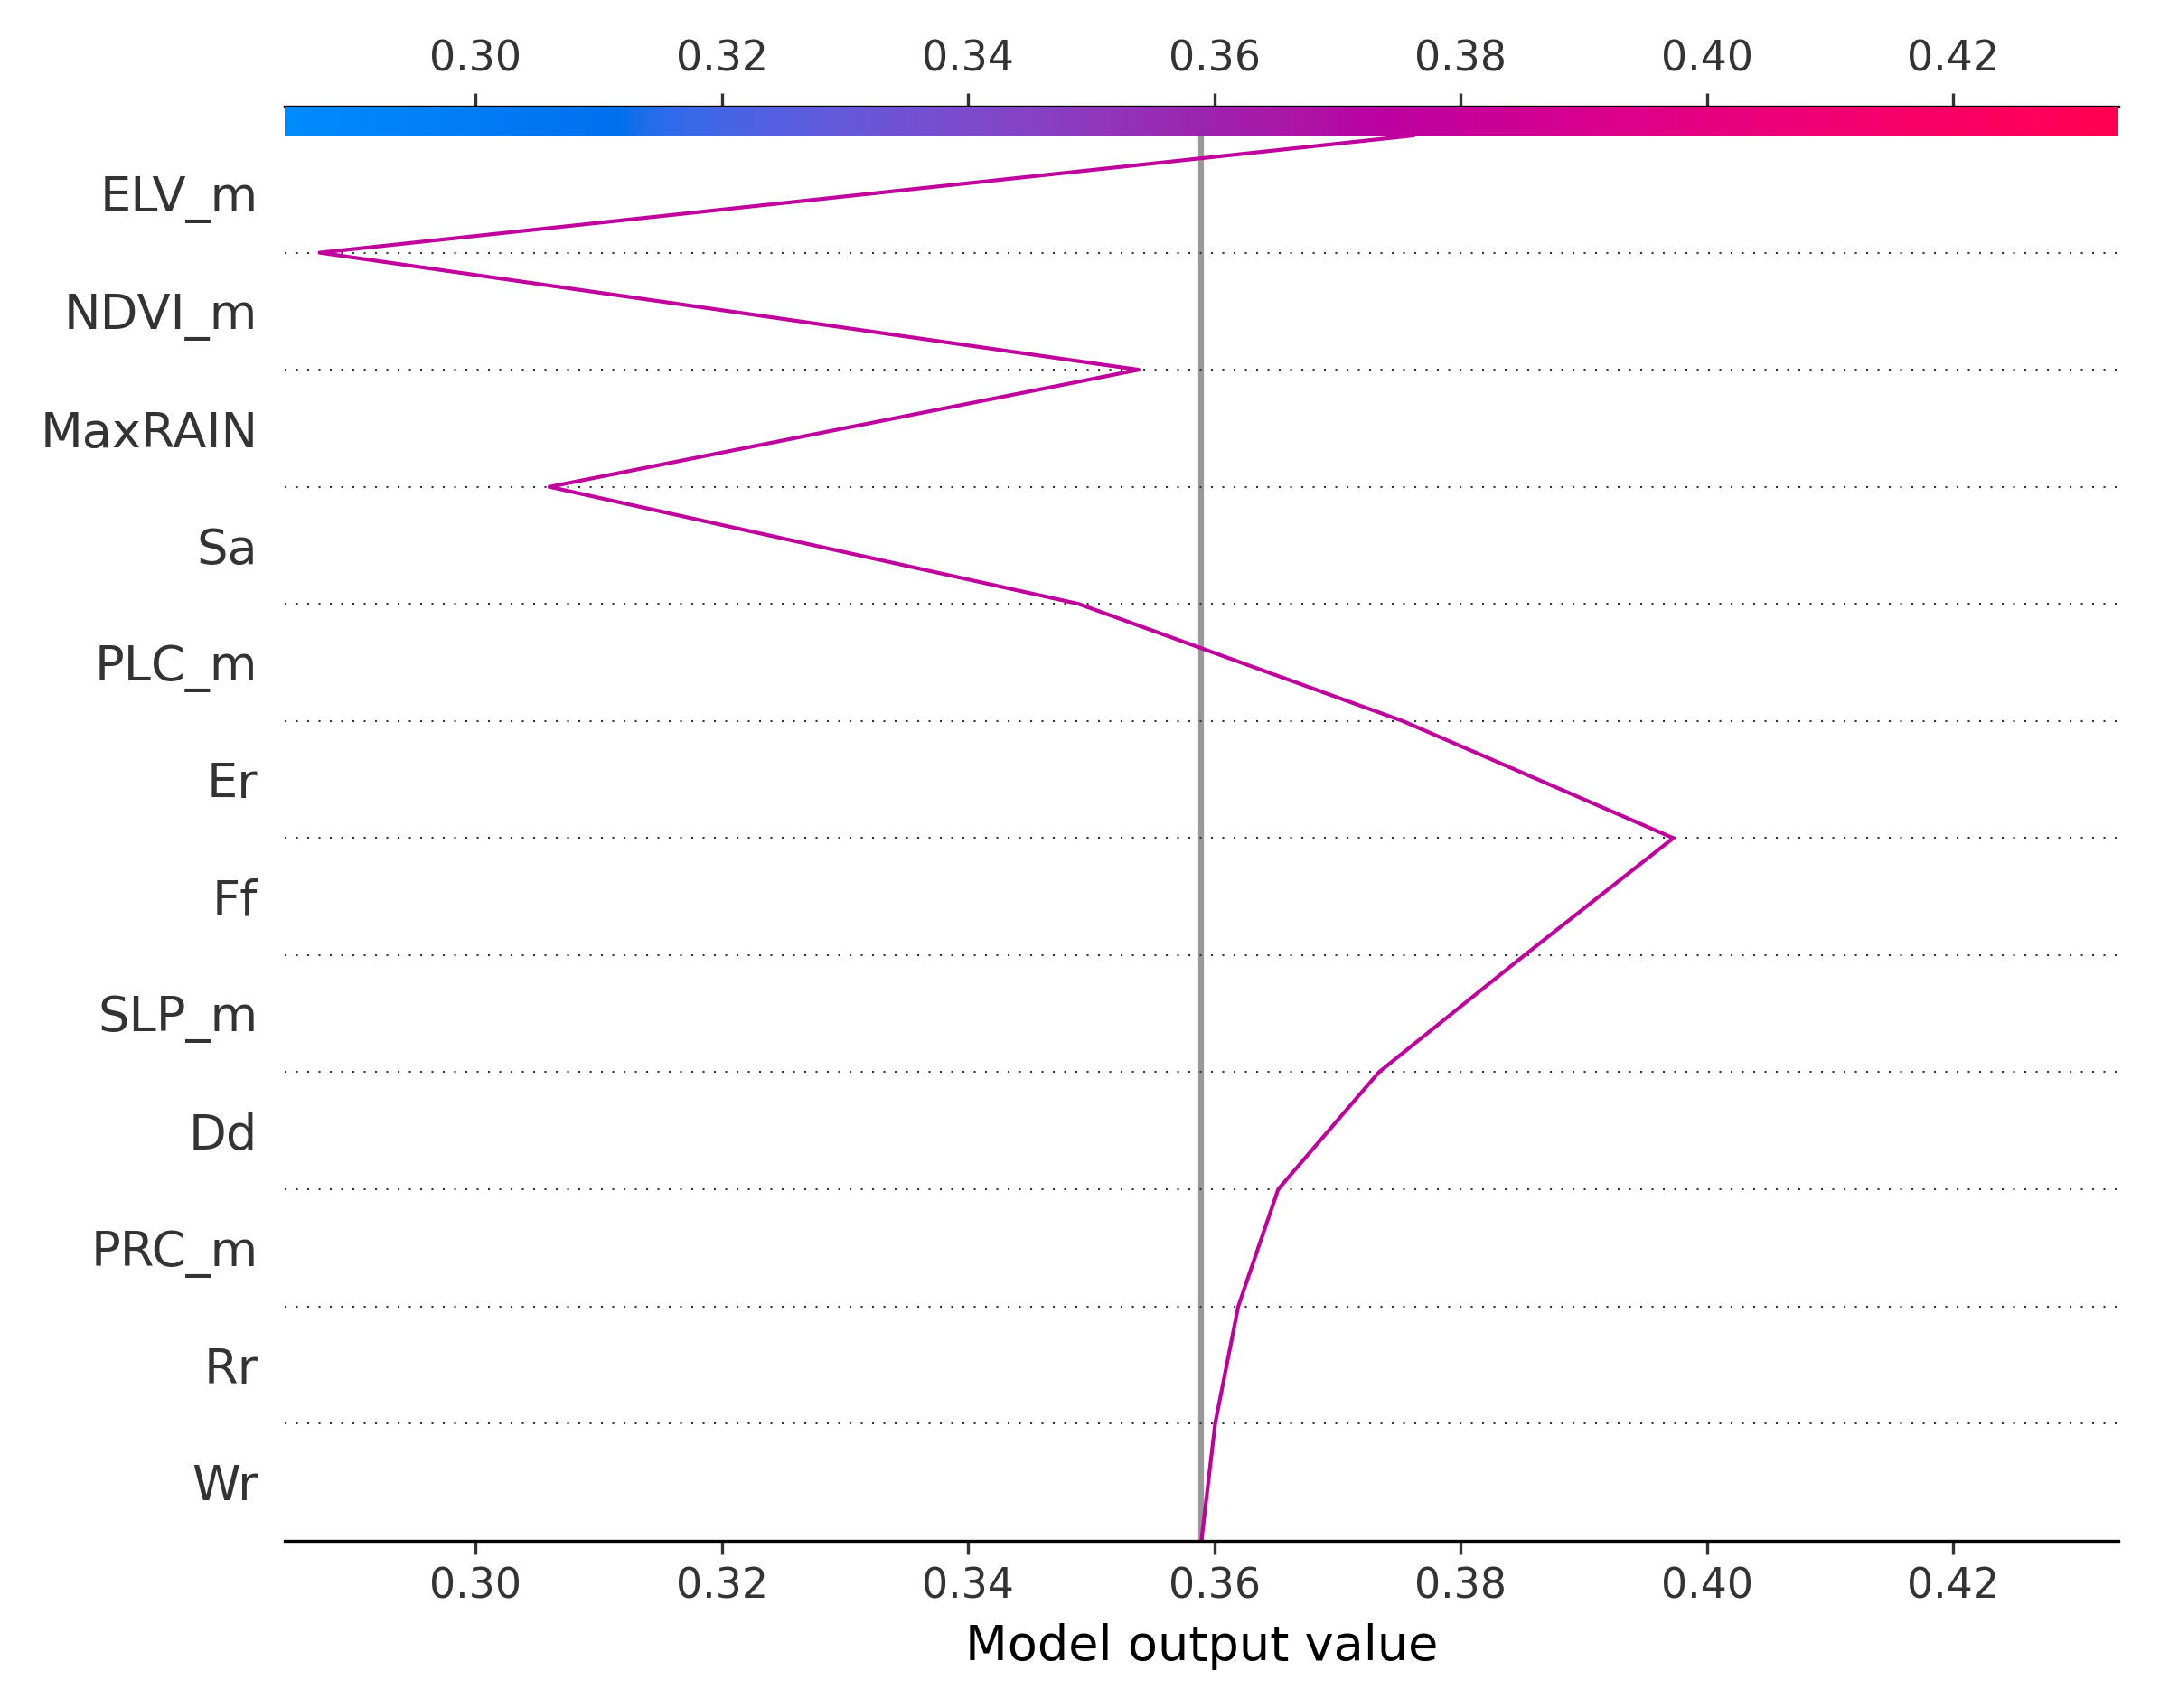 0.30 0.32 0.34 0.36 0.38 0.40 0.42
ELV_m
NDVI_m
MaxRAIN
Sa
PLC_m
Er
Ff
SLP_m
Dd
PRC_m
Rr
Wr
0.30 0.32 0.34 0.36 0.38 0.40 0.42
Model output value